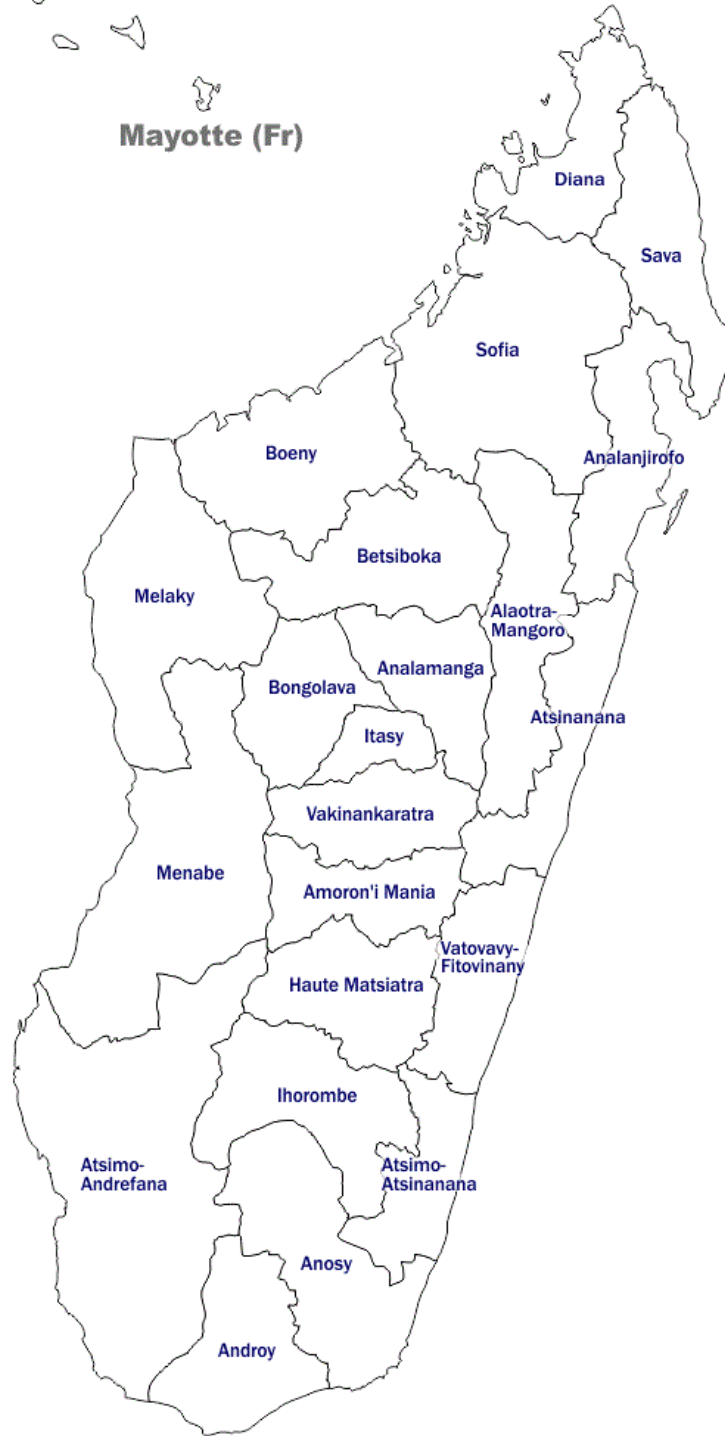 Mayotte (Fr)
Diana
Sava
Sofia
Boeny
Analanjirofo
Betsiboka
Melaky
Alaotra-
Mangoro
Analamanga
Bongolava
Atsinanana
Itasy
Vakinankaratra
Menabe
Amoron'i Mania
Vatovavy-
Fitovinany
Haute Matsiatra
Ihorombe
Atsimo-
Andrefana
Atsimo-
Atsinanana
Anosy
Androy